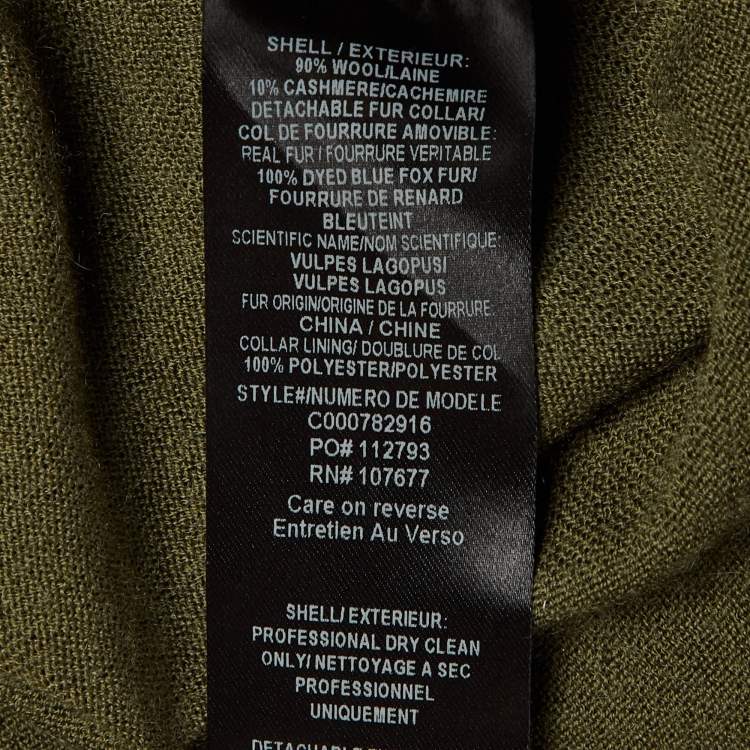 SHELL / EXTERIEUR:
90% WOOL/LAINE
10% CASHMERE/CACHEMIRE
DETACHABLE FUR COLLAR/
COL DE FOURRURE AMOVIBLE:
REAL FUR / FOURRURE VERITABLE
100% DYED BLUE FOX FUR/
FOURRURE DE RENARD
BLEUTEINT
SCIENTIFIC NAME/NOM SCIENTIFIQUE:
VULPES LAGOPUS/
VULPES LAGOPUS
FUR ORIGIN/ORIGINE DE LA FOURRURE:
CHINA / CHINE
COLLAR LINING/ DOUBLURE DE COL
100% POLYESTER/POLYESTER
STYLE#/NUMERO DE MODELE
C000782916
PO# 112793
RN# 107677
Care on reverse
Entretien Au Verso
SHELL/ EXTERIEUR:
PROFESSIONAL DRY CLEAN
ONLY/ NETTOYAGE A SEC
PROFESSIONNEL
UNIQUEMENT
DETACHABLE FUR COLLAR/